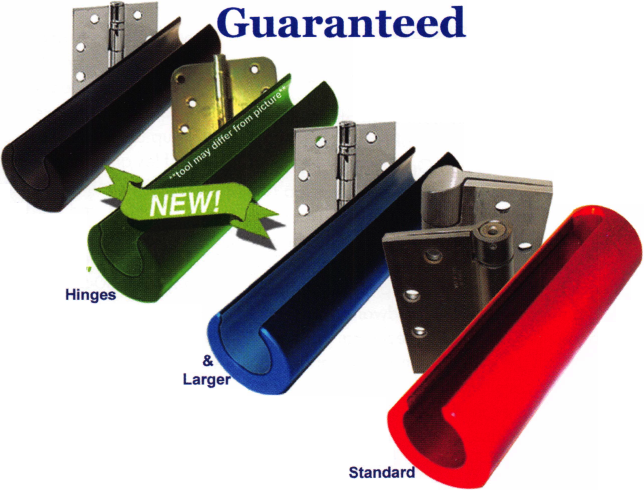 Guaranteed
**tool may differ from picture**
NEW!
Hinges
&
Larger
Standard